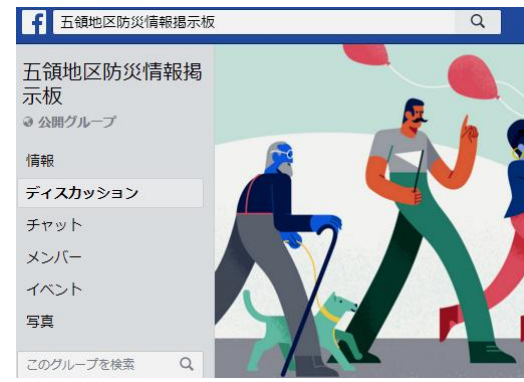 五領地区防災情報掲示板
五領地区防災情報掲
示板
公開グループ
情報
ディスカッション
チャット
メンバー
イベント
写真
このグループを検索